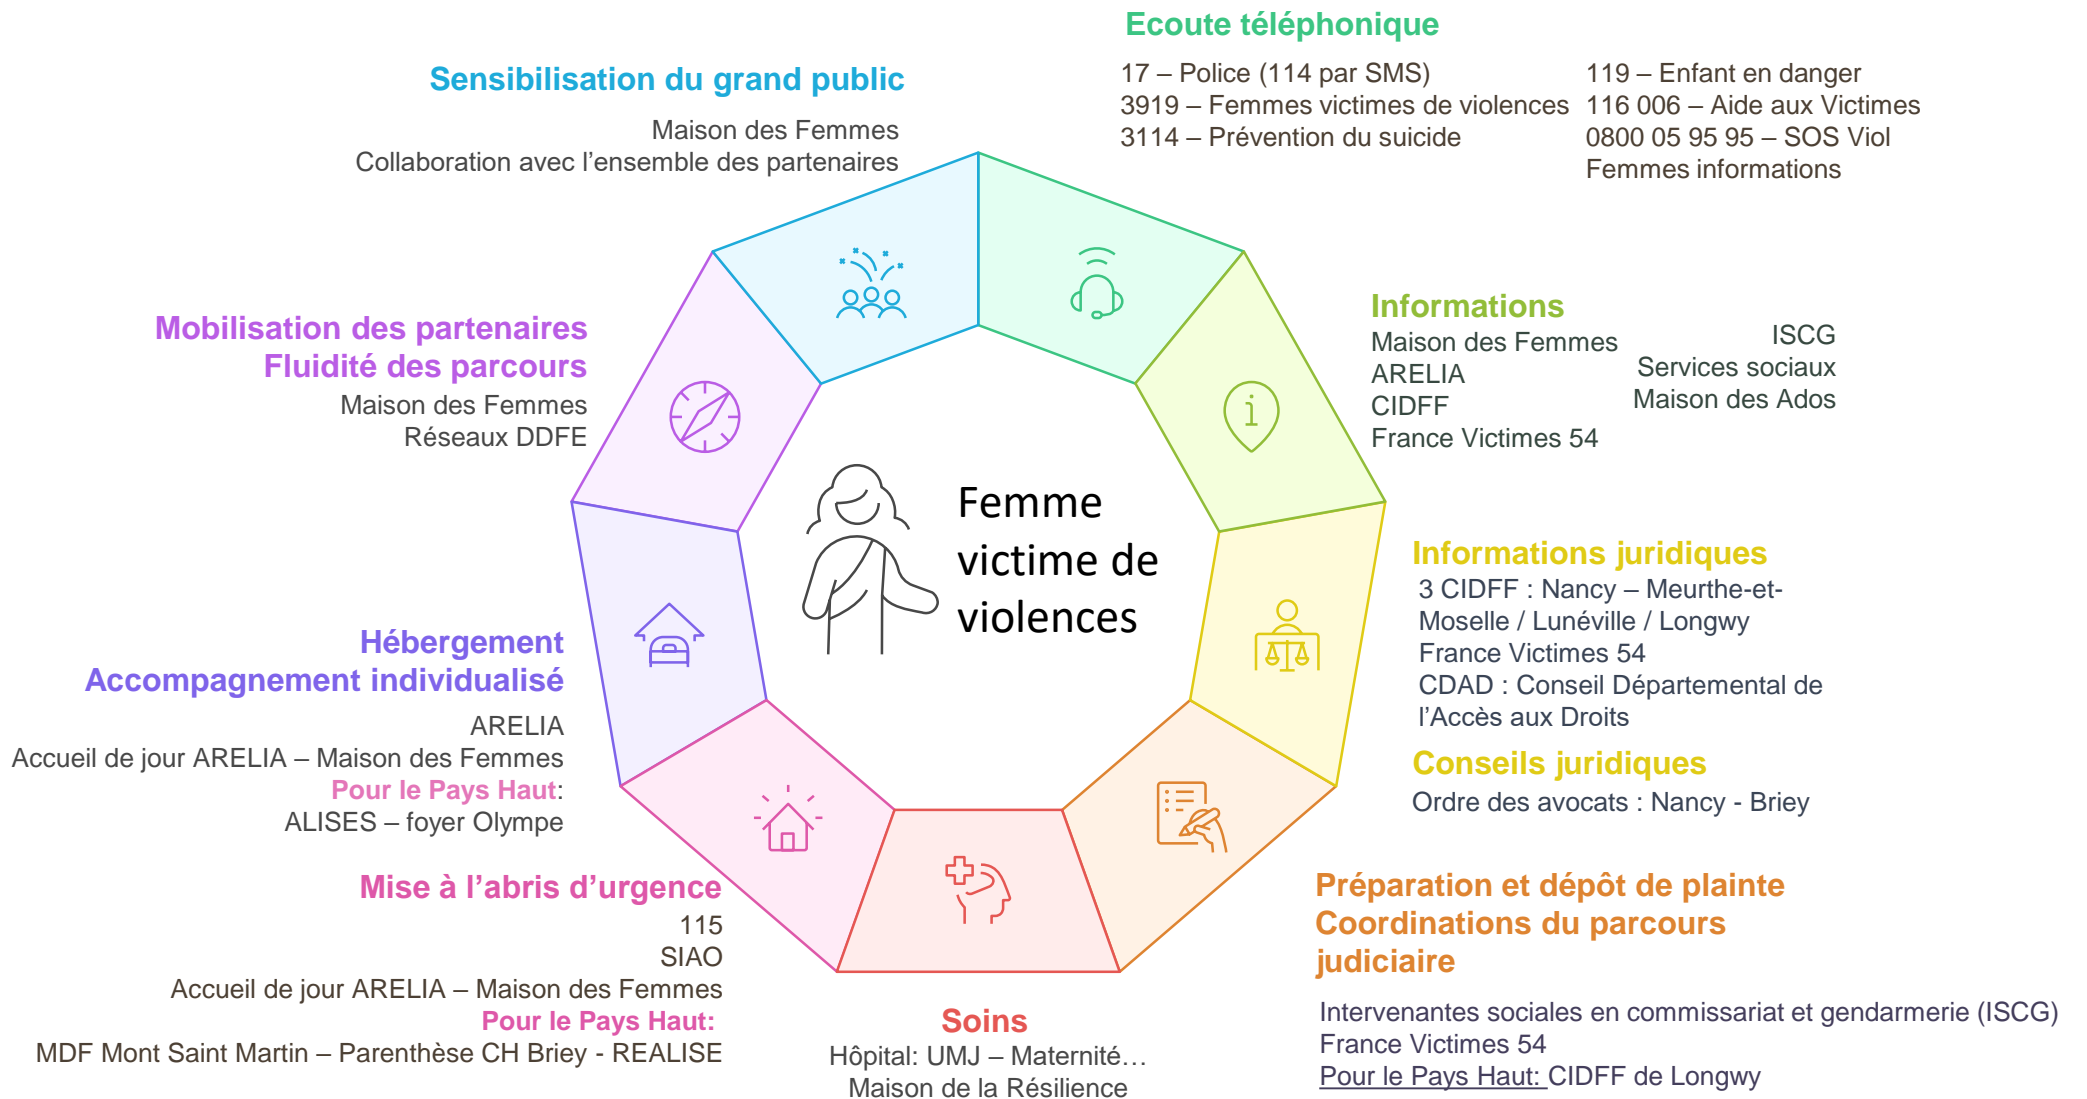 Ecoute téléphonique
17 – Police (114 par SMS)
3919 – Femmes victimes de violences
3114 – Prévention du suicide
119 – Enfant en danger
116 006 – Aide aux Victimes
0800 05 95 95 – SOS Viol
Femmes informations
Informations
Maison des Femmes
ARELIA
CIDFF
France Victimes 54
ISCG
Services sociaux
Maison des Ados
Informations juridiques
3 CIDFF : Nancy – Meurthe-et-
Moselle / Lunéville / Longwy
France Victimes 54
CDAD : Conseil Départemental de
l’Accès aux Droits
Conseils juridiques
Ordre des avocats : Nancy - Briey
Préparation et dépôt de plainte
Coordinations du parcours
judiciaire
Intervenantes sociales en commissariat et gendarmerie (ISCG)
France Victimes 54
Pour le Pays Haut: CIDFF de Longwy
Soins
Hôpital: UMJ – Maternité…
Maison de la Résilience
Mise à l’abris d’urgence
115
SIAO
Accueil de jour ARELIA – Maison des Femmes
Pour le Pays Haut:
MDF Mont Saint Martin – Parenthèse CH Briey - REALISE
Hébergement
Accompagnement individualisé
ARELIA
Accueil de jour ARELIA – Maison des Femmes
Pour le Pays Haut:
ALISES – foyer Olympe
Mobilisation des partenaires
Fluidité des parcours
Maison des Femmes
Réseaux DDFE
Sensibilisation du grand public
Maison des Femmes
Collaboration avec l’ensemble des partenaires
Femme
victime de
violences